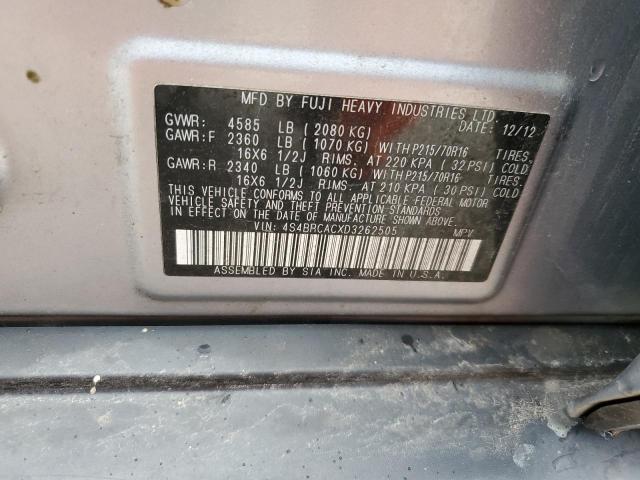 MFD BY FUJI HEAVY INDUSTRIES LTD.
GVWR: 4585 LB (2080 KG) DATE: 12/12
GAWR:F 2360 LB (1070 KG) WITH P215/70R16 TIRES.
16X6 1/2J RIMS. AT 220 KPA (32 PSI) COLD
GAWR:R 2340 LB (1060 KG) WITH P215/70R16 TIRES.
16X6 1/2J RIMS. AT 210 KPA (30 PSI) COLD
THIS VEHICLE CONFORMS TO ALL APPLICABLE FEDERAL MOTOR
VEHICLE SAFETY AND THEFT PREVENTION STANDARDS IN EFFECT
ON THE DATE OF MANUFACTURE SHOWN ABOVE.
VIN: 4S4BRCACXD3262505 MPV
ASSEMBLED BY SIA INC. MADE IN U.S.A.